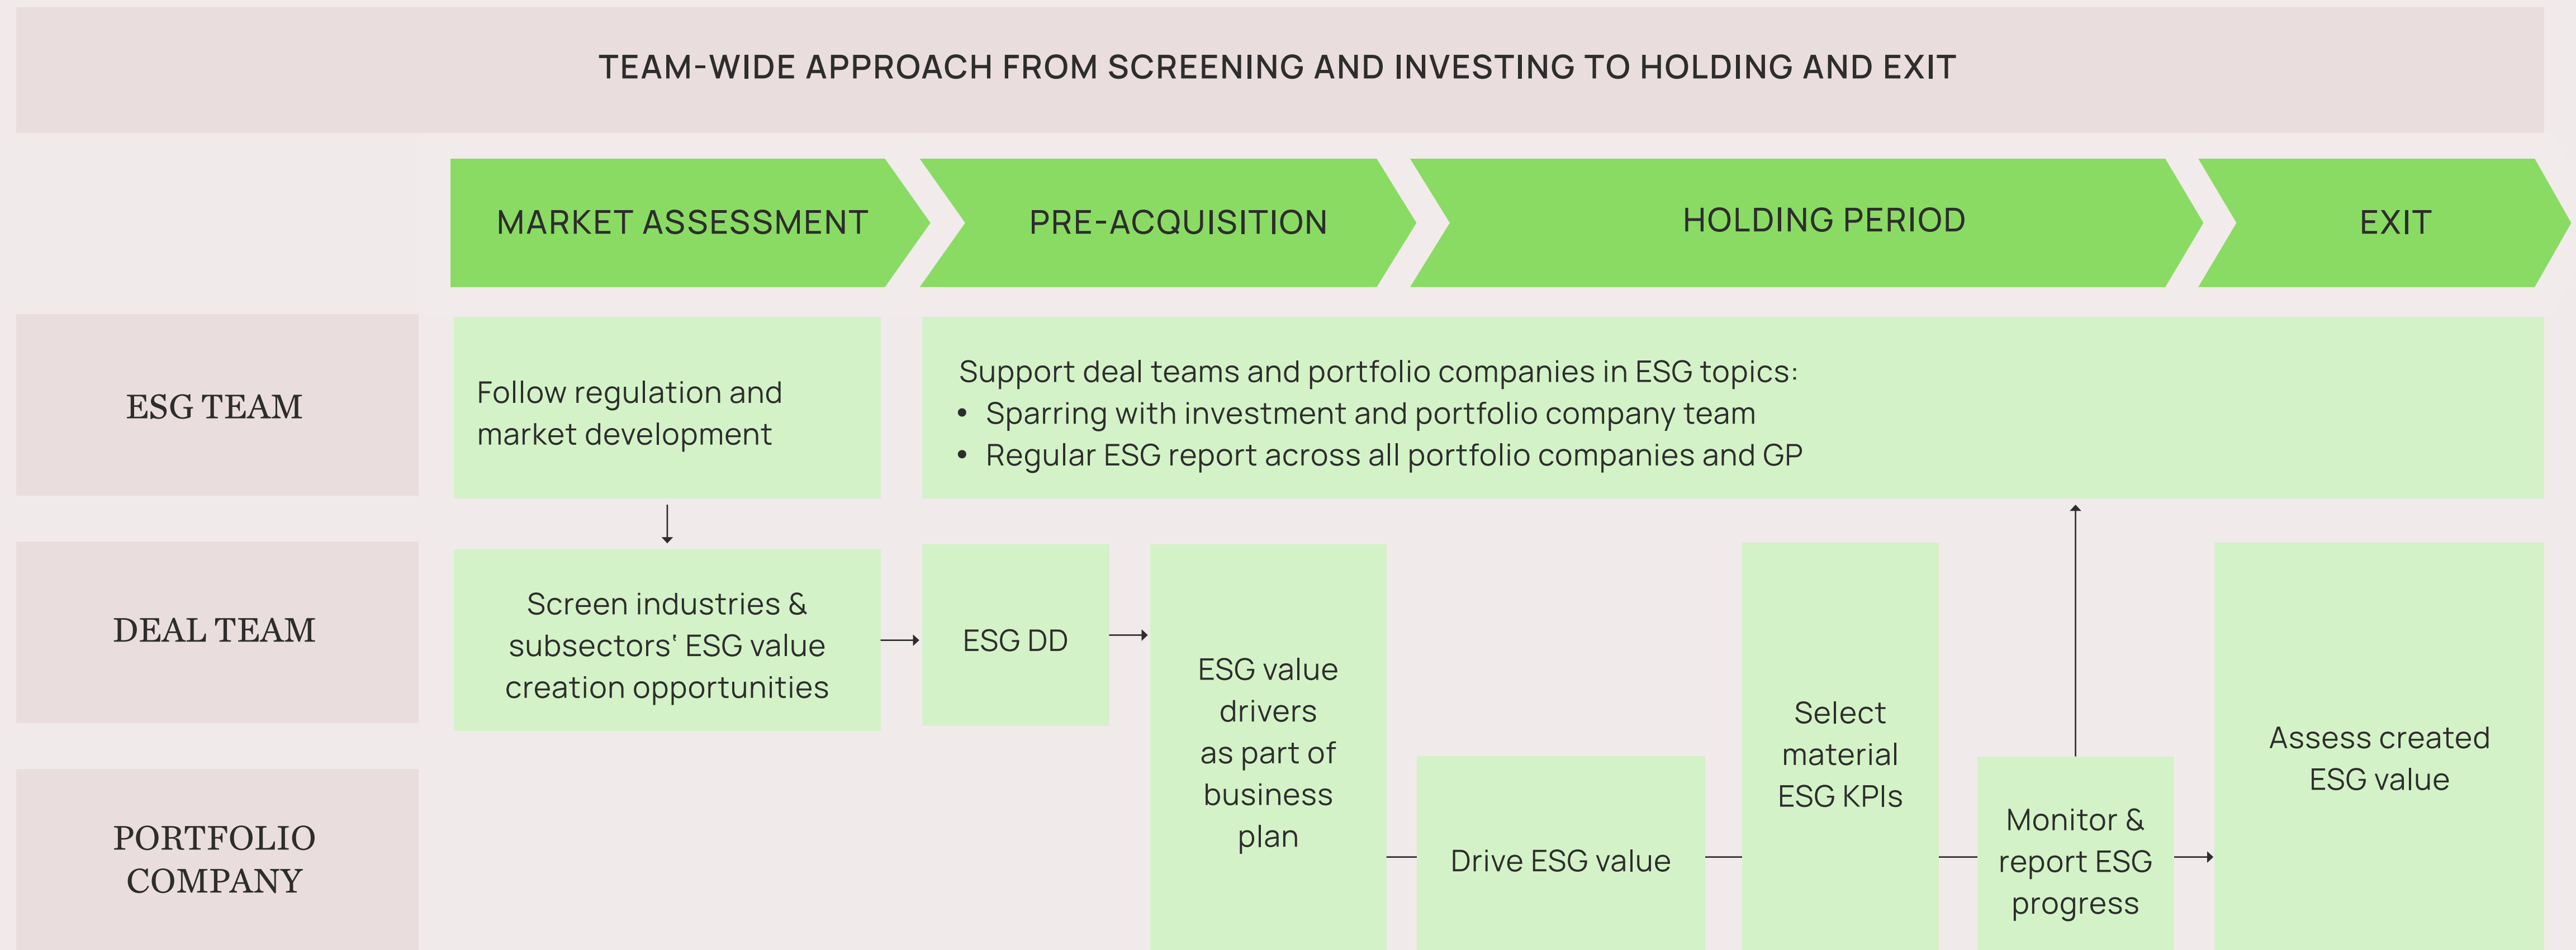 TEAM-WIDE APPROACH FROM SCREENING AND INVESTING TO HOLDING AND EXIT
MARKET ASSESSMENT
PRE-ACQUISITION
HOLDING PERIOD
EXIT
ESG TEAM
Follow regulation and
market development
Support deal teams and portfolio companies in ESG topics:
• Sparring with investment and portfolio company team
• Regular ESG report across all portfolio companies and GP
DEAL TEAM
Screen industries &
subsectors‛ ESG value
creation opportunities
ESG DD
ESG value
drivers
as part of
business
plan
Select
material
ESG KPIs
Assess created
ESG value
PORTFOLIO
COMPANY
Drive ESG value
Monitor &
report ESG
progress